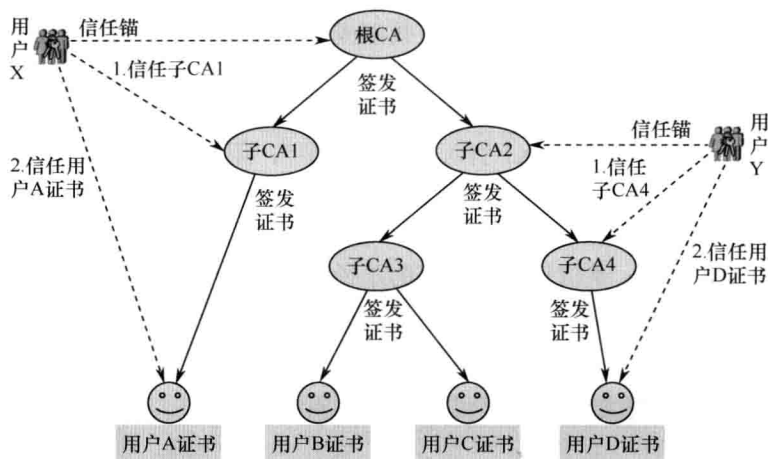 用户X
信任锚
根CA
1.信任子CA1
签发
证书
信任锚
用户Y
子CA1
子CA2
2.信任用
户A证书
1.信任
子CA4
签发
证书
签发
证书
2.信任用
户D证书
子CA3
子CA4
签发
证书
签发
证书
用户A证书
用户B证书
用户C证书
用户D证书